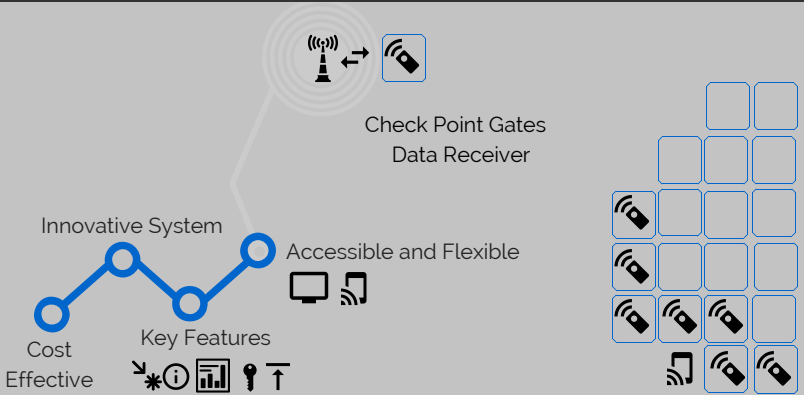 Check Point Gates
Data Receiver
Innovative System
Accessible and Flexible
Key Features
Cost
Effective